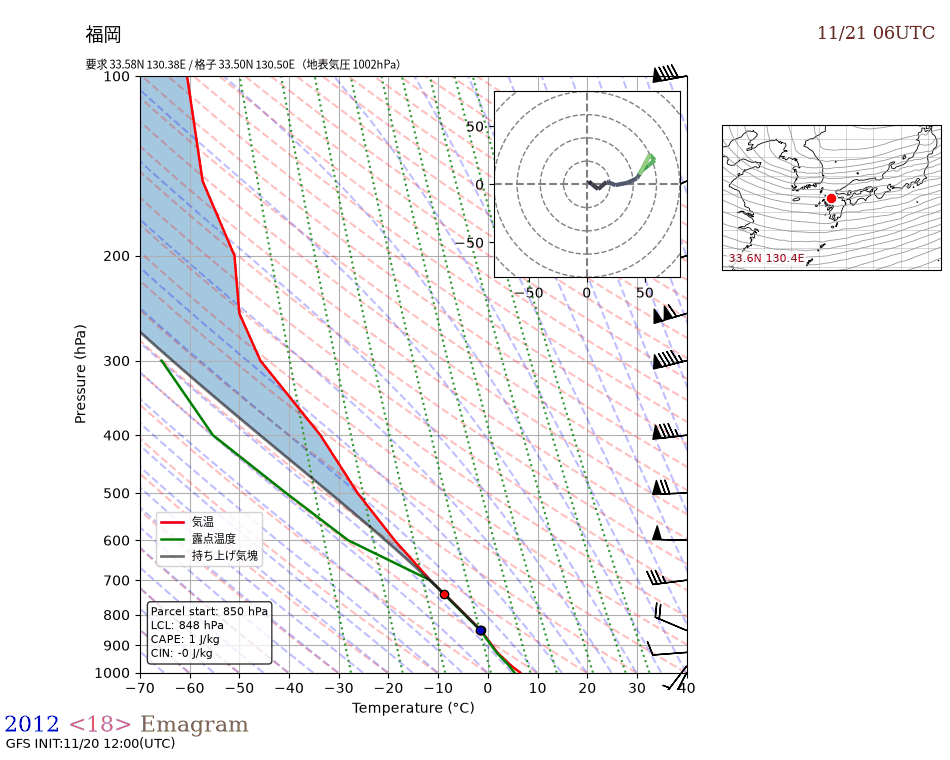 福岡
11/21 06UTC
要求 33.58N 130.38E / 格子 33.50N 130.50E（地表気圧 1002hPa）
100
200
300
400
500
600
700
800
900
1000
Pressure (hPa)
50
0
−50
−50 0 50
33.6N 130.4E
気温
露点温度
持ち上げ気塊
Parcel start: 850 hPa
LCL: 848 hPa
CAPE: 1 J/kg
CIN: -0 J/kg
−70 −60 −50 −40 −30 −20 −10 0 10 20 30 40
Temperature (°C)
2012 <18> Emagram
GFS INIT:11/20 12:00(UTC)